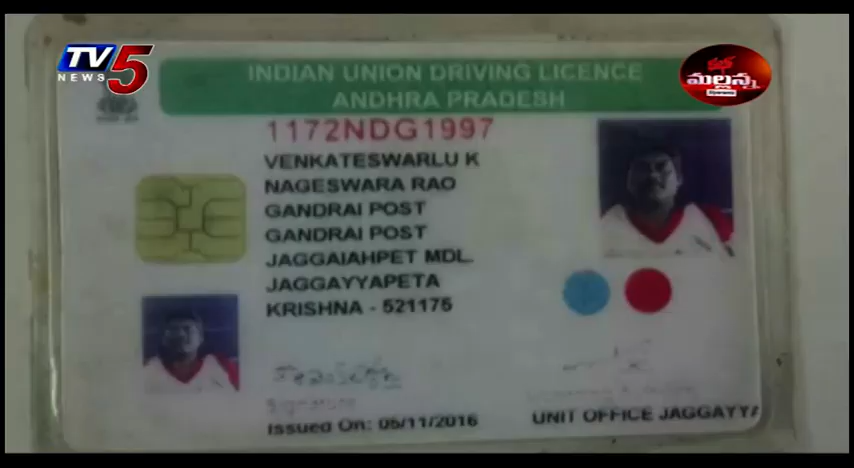 TV5
NEWS
మల్లన్న
INDIAN UNION DRIVING LICENCE
ANDHRA PRADESH
1172NDG1997
VENKATESWARLU K
NAGESWARA RAO
GANDRAI POST
GANDRAI POST
JAGGAIAHPET MDL.
JAGGAYYAPETA
KRISHNA - 521175
Issued On: 05/11/2016
UNIT OFFICE JAGGAYYA